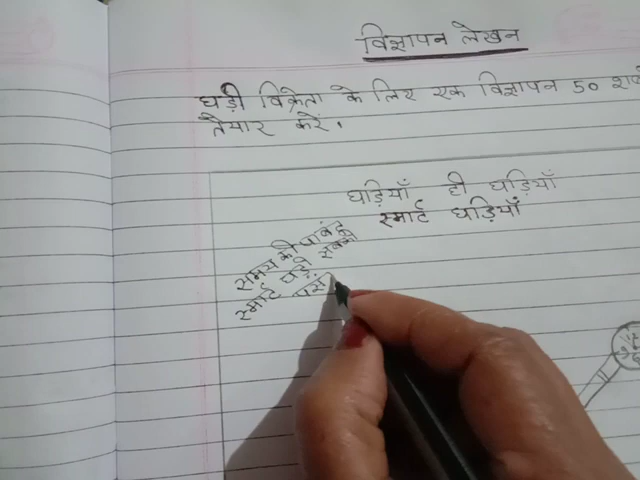 विज्ञापन लेखन
घड़ी विक्रेता के लिए एक विज्ञापन 50
तैयार करें।
घड़ियाँ ही घड़ियाँ
स्मार्ट घड़ियाँ
समय की
स्मार्ट